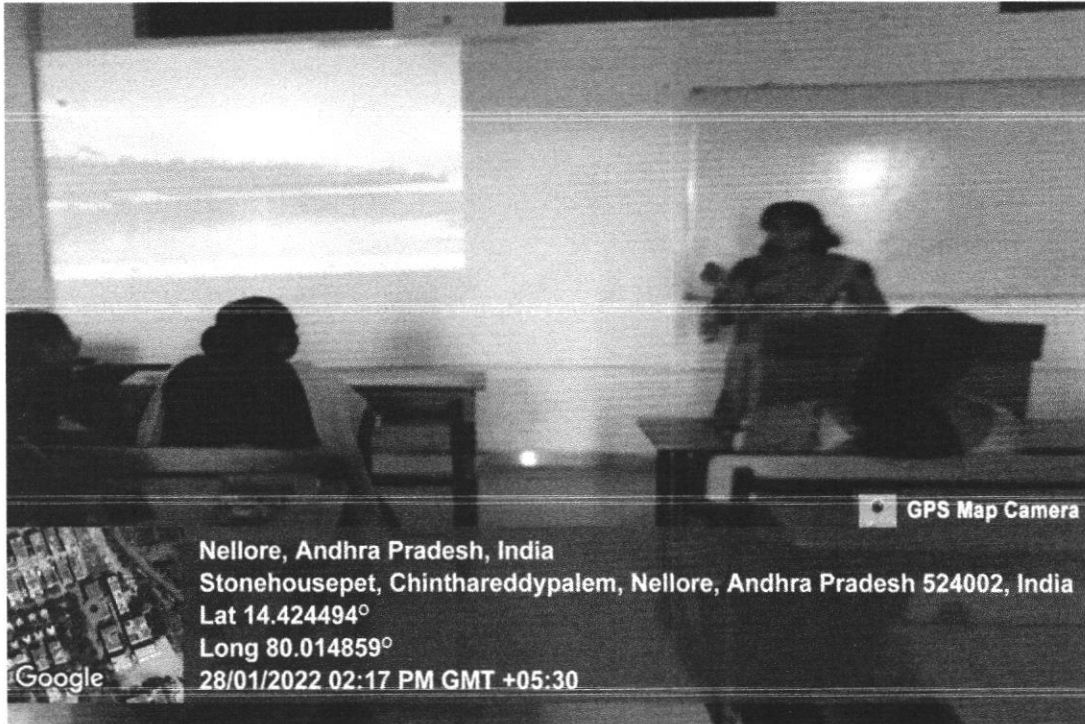 GPS Map Camera
Nellore, Andhra Pradesh, India
Stonehousepet, Chinthareddypalem, Nellore, Andhra Pradesh 524002, India
Lat 14.424494°
Long 80.014859°
28/01/2022 02:17 PM GMT +05:30
Google